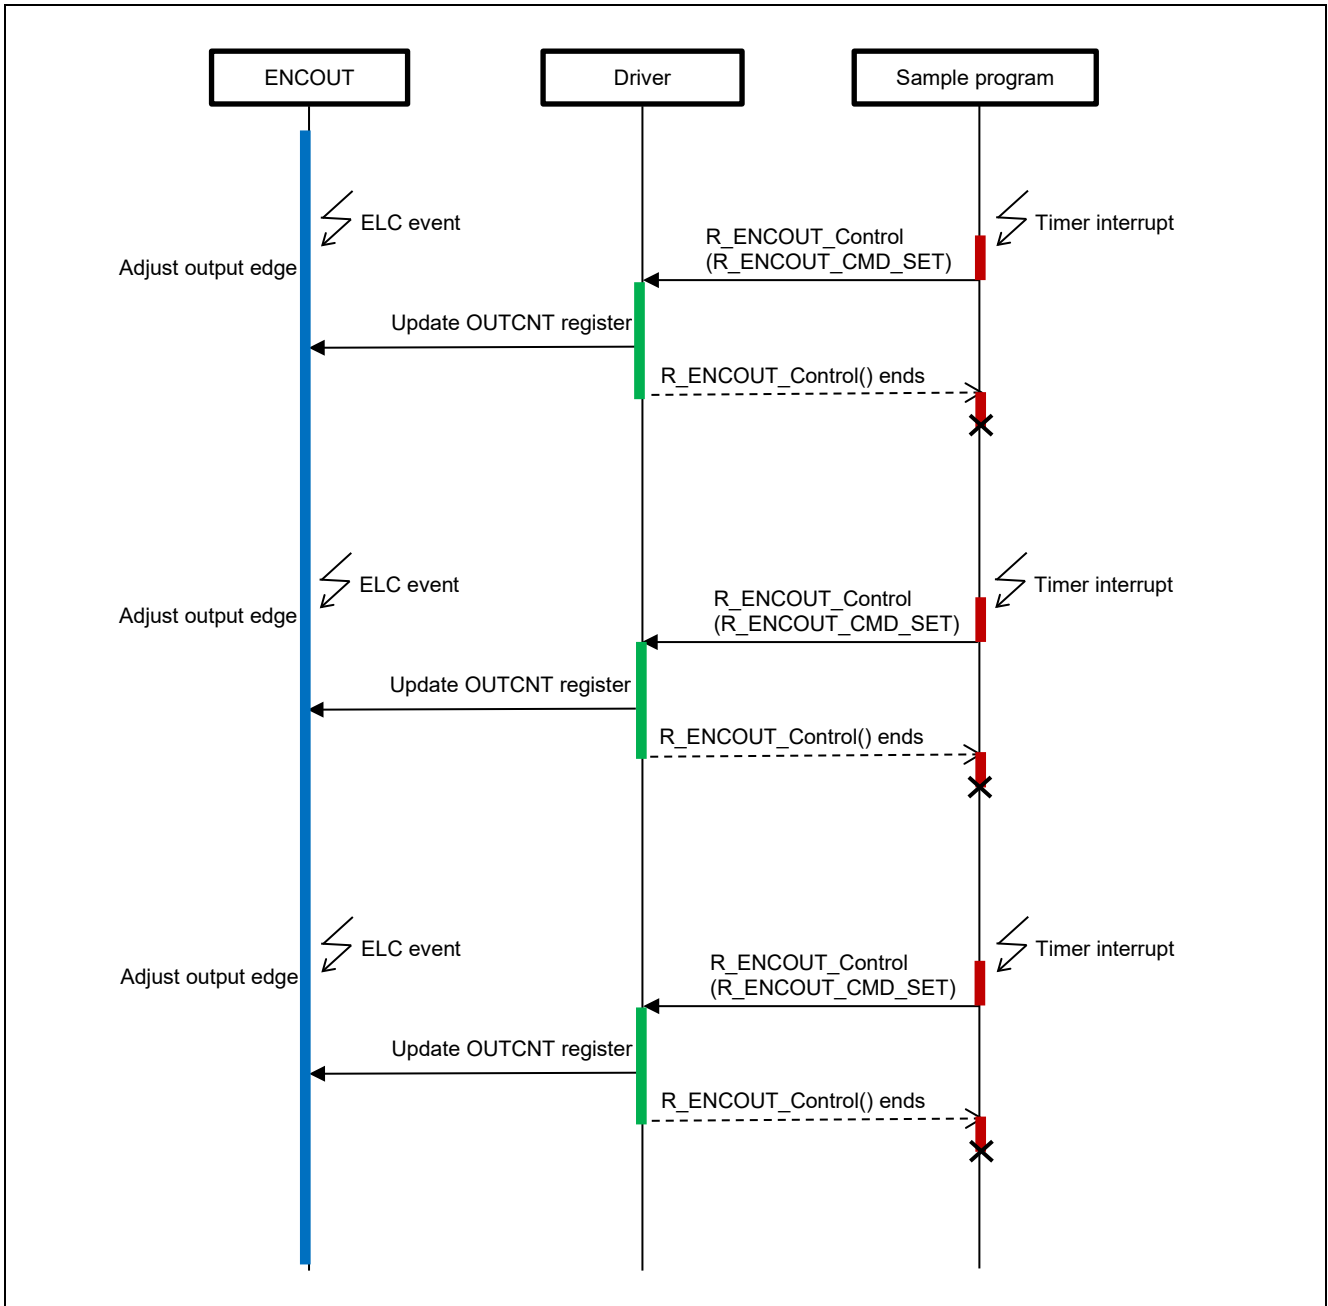 ENCOUT
Driver
Sample program
ELC event
Timer interrupt
R_ENCOUT_Control
(R_ENCOUT_CMD_SET)
Adjust output edge
Update OUTCNT register
R_ENCOUT_Control() ends
ELC event
Timer interrupt
R_ENCOUT_Control
(R_ENCOUT_CMD_SET)
Adjust output edge
Update OUTCNT register
R_ENCOUT_Control() ends
ELC event
Timer interrupt
R_ENCOUT_Control
(R_ENCOUT_CMD_SET)
Adjust output edge
Update OUTCNT register
R_ENCOUT_Control() ends